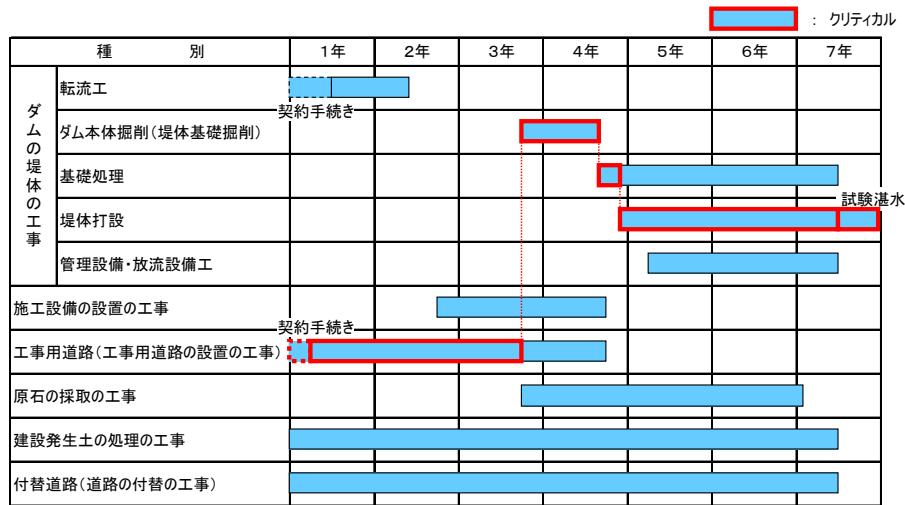 : クリティカル
種 別 1年 2年 3年 4年 5年 6年 7年
ダムの堤体の工事
転流工
契約手続き
ダム本体掘削(堤体基礎掘削)
基礎処理
試験湛水
堤体打設
管理設備・放流設備工
施工設備の設置の工事
契約手続き
工事用道路(工事用道路の設置の工事)
原石の採取の工事
建設発生土の処理の工事
付替道路(道路の付替の工事)